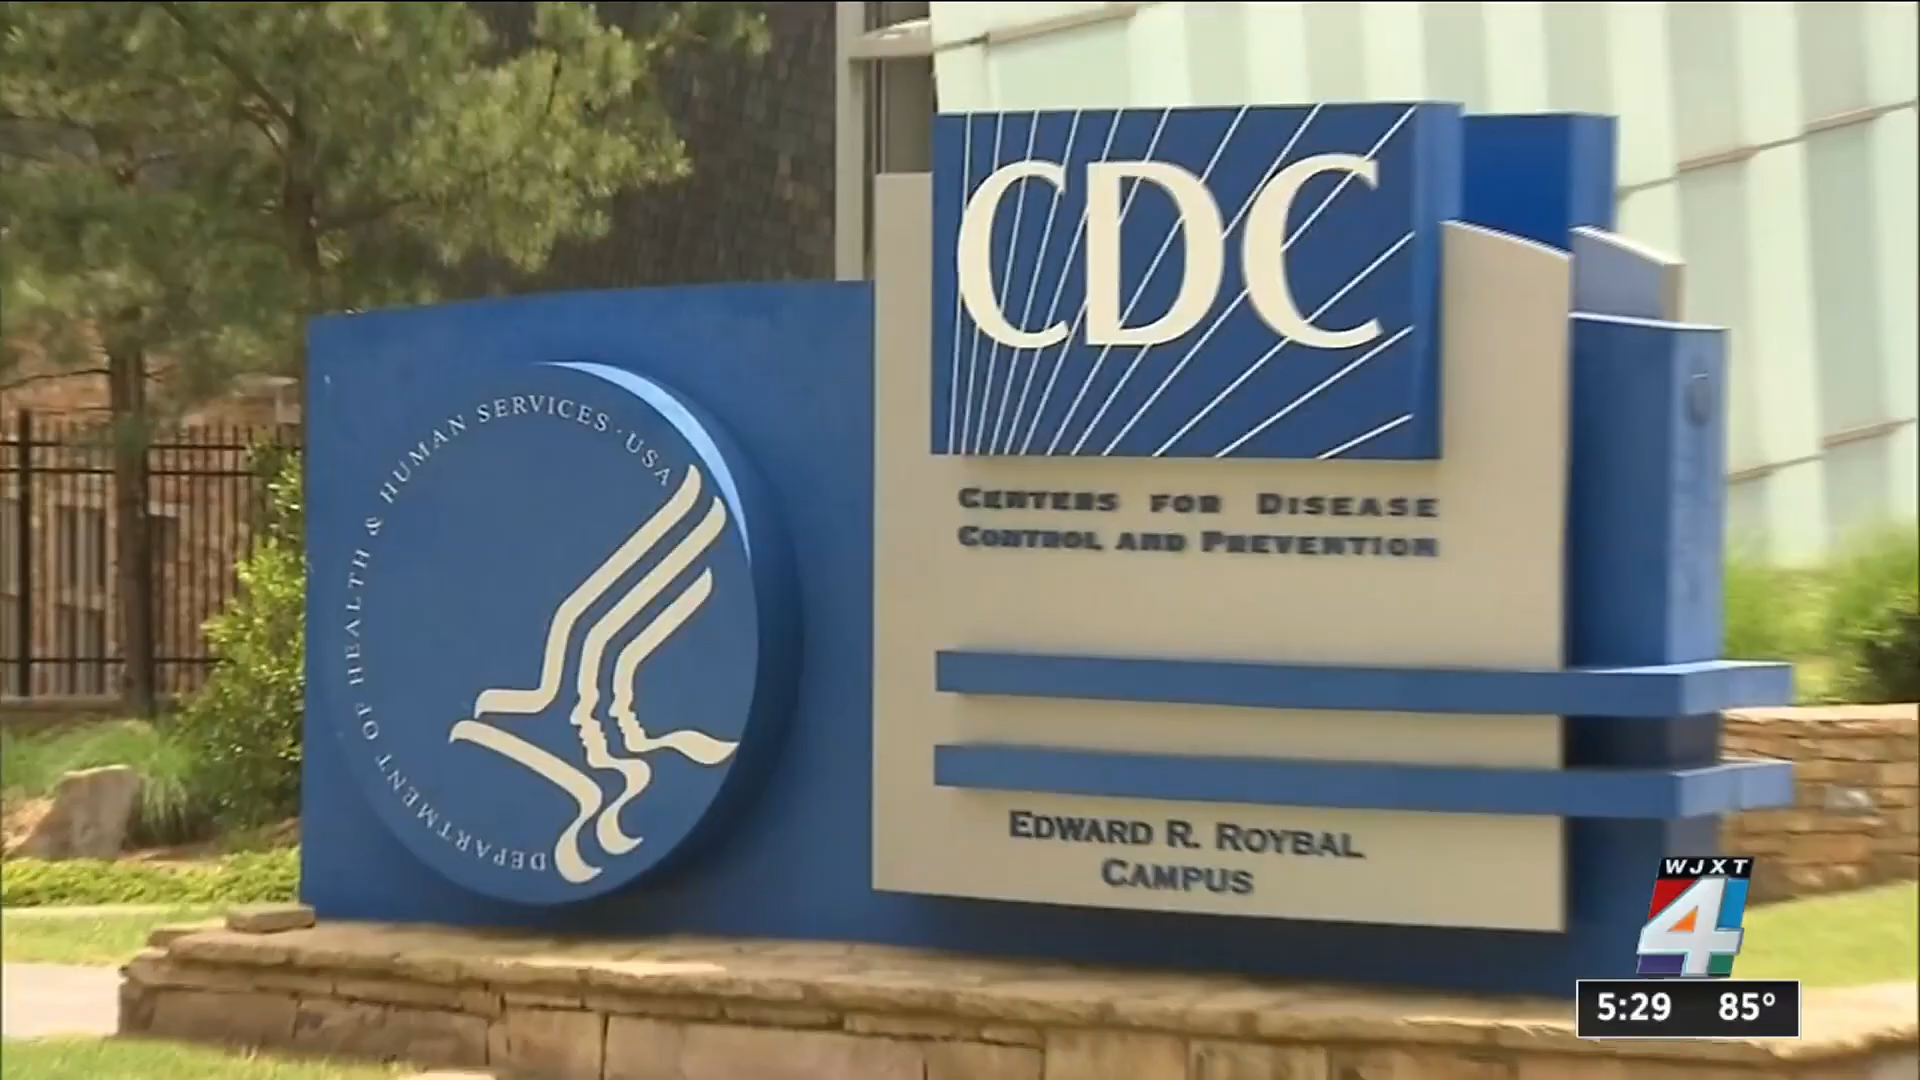 DEPARTMENT OF HEALTH & HUMAN SERVICES · USA
CDC
CENTERS FOR DISEASE
CONTROL AND PREVENTION
EDWARD R. ROYBAL
CAMPUS
WJXT
4
5:29 85°